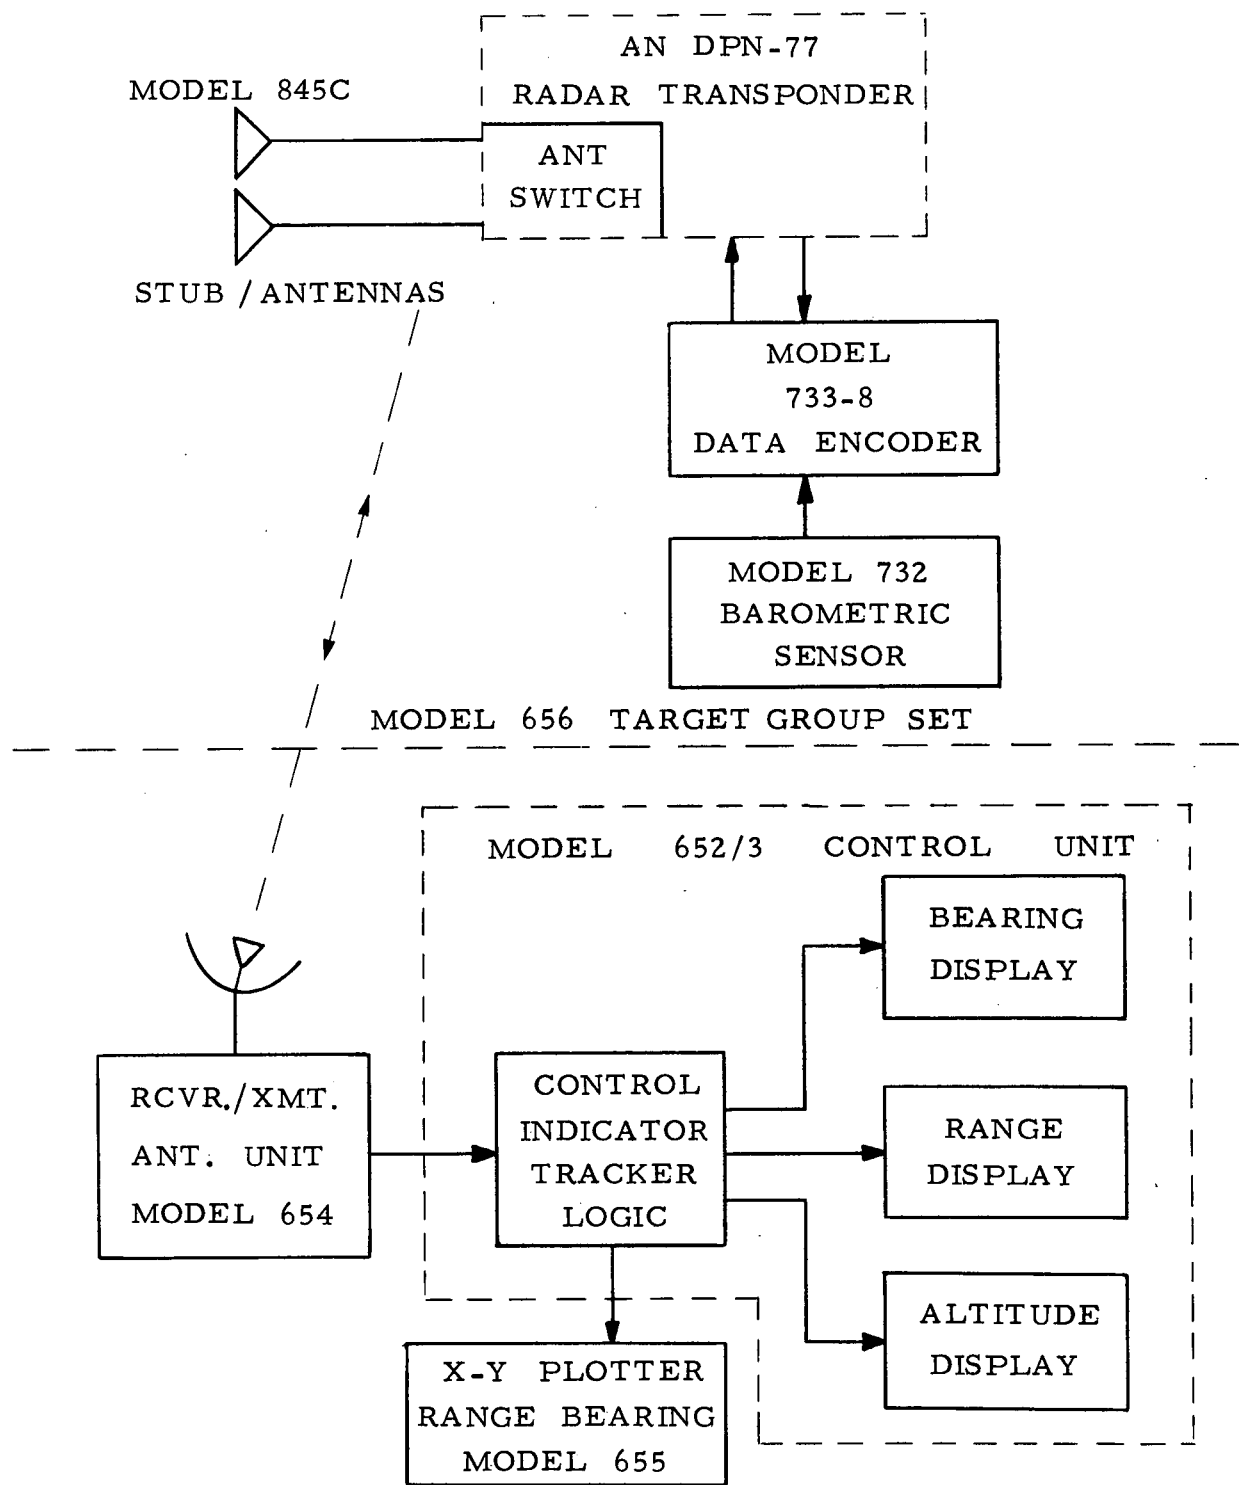 AN DPN-77
RADAR TRANSPONDER
MODEL 845C
ANT
SWITCH
STUB / ANTENNAS
MODEL
733-8
DATA ENCODER
MODEL 732
BAROMETRIC
SENSOR
MODEL 656 TARGET GROUP SET
MODEL 652/3 CONTROL UNIT
BEARING
DISPLAY
RCVR./XMT.
ANT. UNIT
MODEL 654
CONTROL
INDICATOR
TRACKER
LOGIC
RANGE
DISPLAY
ALTITUDE
DISPLAY
X-Y PLOTTER
RANGE BEARING
MODEL 655